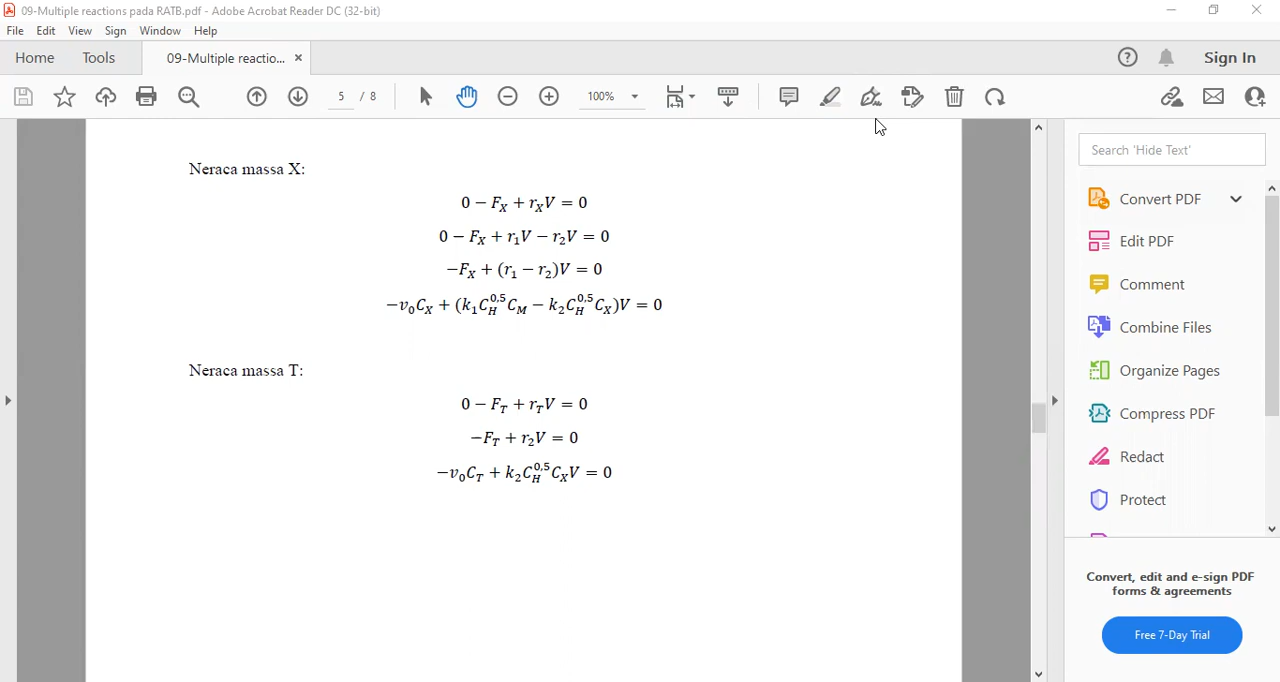 09-Multiple reactions pada RATB.pdf - Adobe Acrobat Reader DC (32-bit)
File Edit View Sign Window Help
Home Tools 09-Multiple reactio... × Sign In
5 / 8 100%
Neraca massa X:
0 − F_X + r_X V = 0
0 − F_X + r_1 V − r_2 V = 0
−F_X + (r_1 − r_2)V = 0
−v_0 C_X + (k_1 C_H^{0,5} C_M − k_2 C_H^{0,5} C_X)V = 0
Neraca massa T:
0 − F_T + r_T V = 0
−F_T + r_2 V = 0
−v_0 C_T + k_2 C_H^{0,5} C_X V = 0
Search 'Hide Text'
Convert PDF
Edit PDF
Comment
Combine Files
Organize Pages
Compress PDF
Redact
Protect
Convert, edit and e-sign PDF
forms & agreements
Free 7-Day Trial